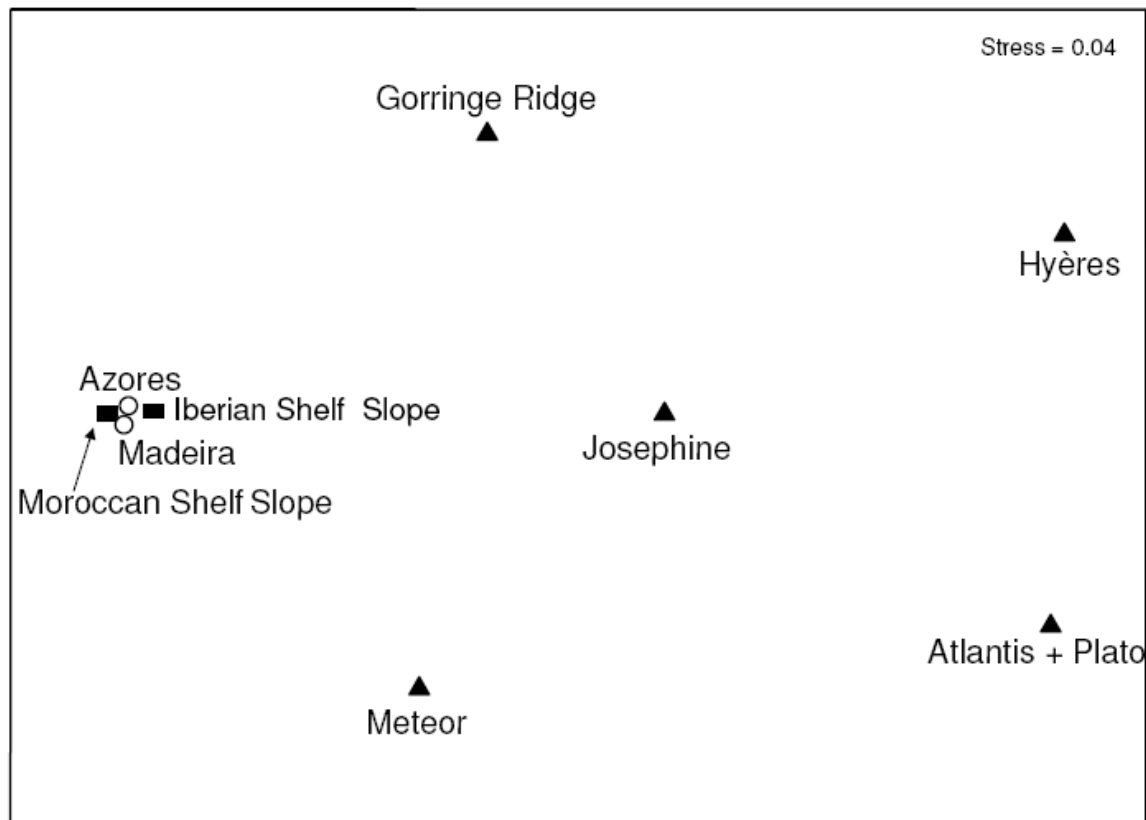 Stress = 0.04
Gorringe Ridge
Hyères
Azores
Iberian Shelf Slope
Josephine
Madeira
Moroccan Shelf Slope
Atlantis + Plato
Meteor